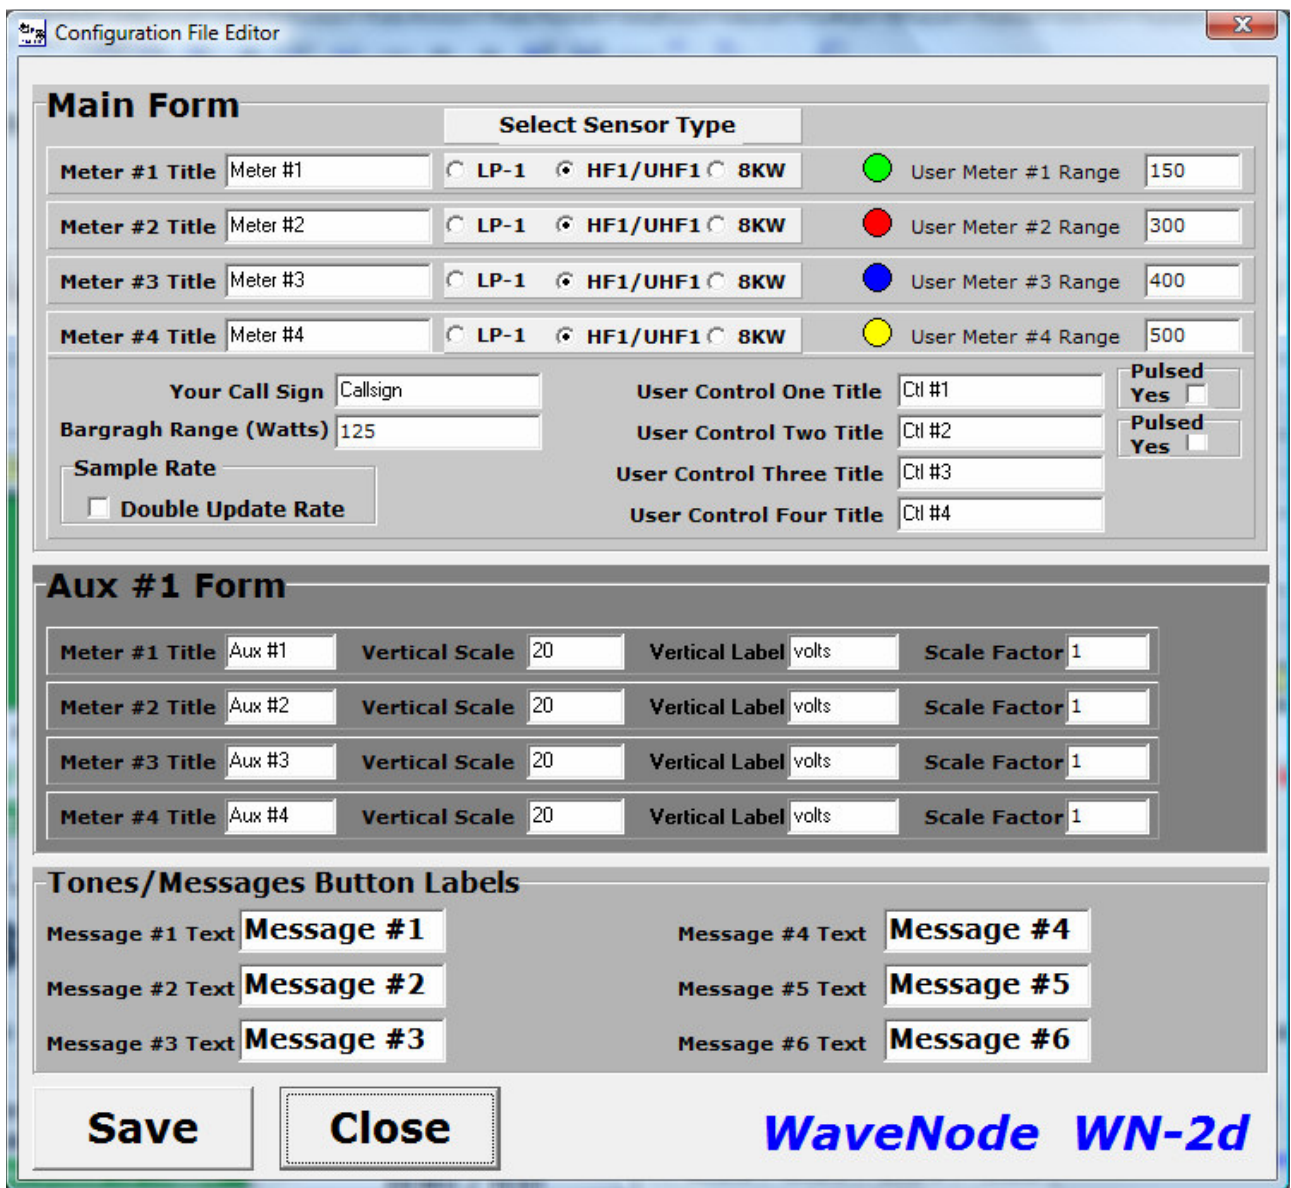 Configuration File Editor
Main Form
Select Sensor Type
Meter #1 Title Meter #1 LP-1 HF1/UHF1 8KW User Meter #1 Range 150
Meter #2 Title Meter #2 LP-1 HF1/UHF1 8KW User Meter #2 Range 300
Meter #3 Title Meter #3 LP-1 HF1/UHF1 8KW User Meter #3 Range 400
Meter #4 Title Meter #4 LP-1 HF1/UHF1 8KW User Meter #4 Range 500
Your Call Sign Callsign
Bargragh Range (Watts) 125
Sample Rate
Double Update Rate
User Control One Title Ctl #1
Pulsed
Yes
User Control Two Title Ctl #2
Pulsed
Yes
User Control Three Title Ctl #3
User Control Four Title Ctl #4
Aux #1 Form
Meter #1 Title Aux #1 Vertical Scale 20 Vertical Label volts Scale Factor 1
Meter #2 Title Aux #2 Vertical Scale 20 Vertical Label volts Scale Factor 1
Meter #3 Title Aux #3 Vertical Scale 20 Vertical Label volts Scale Factor 1
Meter #4 Title Aux #4 Vertical Scale 20 Vertical Label volts Scale Factor 1
Tones/Messages Button Labels
Message #1 Text Message #1 Message #4 Text Message #4
Message #2 Text Message #2 Message #5 Text Message #5
Message #3 Text Message #3 Message #6 Text Message #6
Save Close WaveNode WN-2d